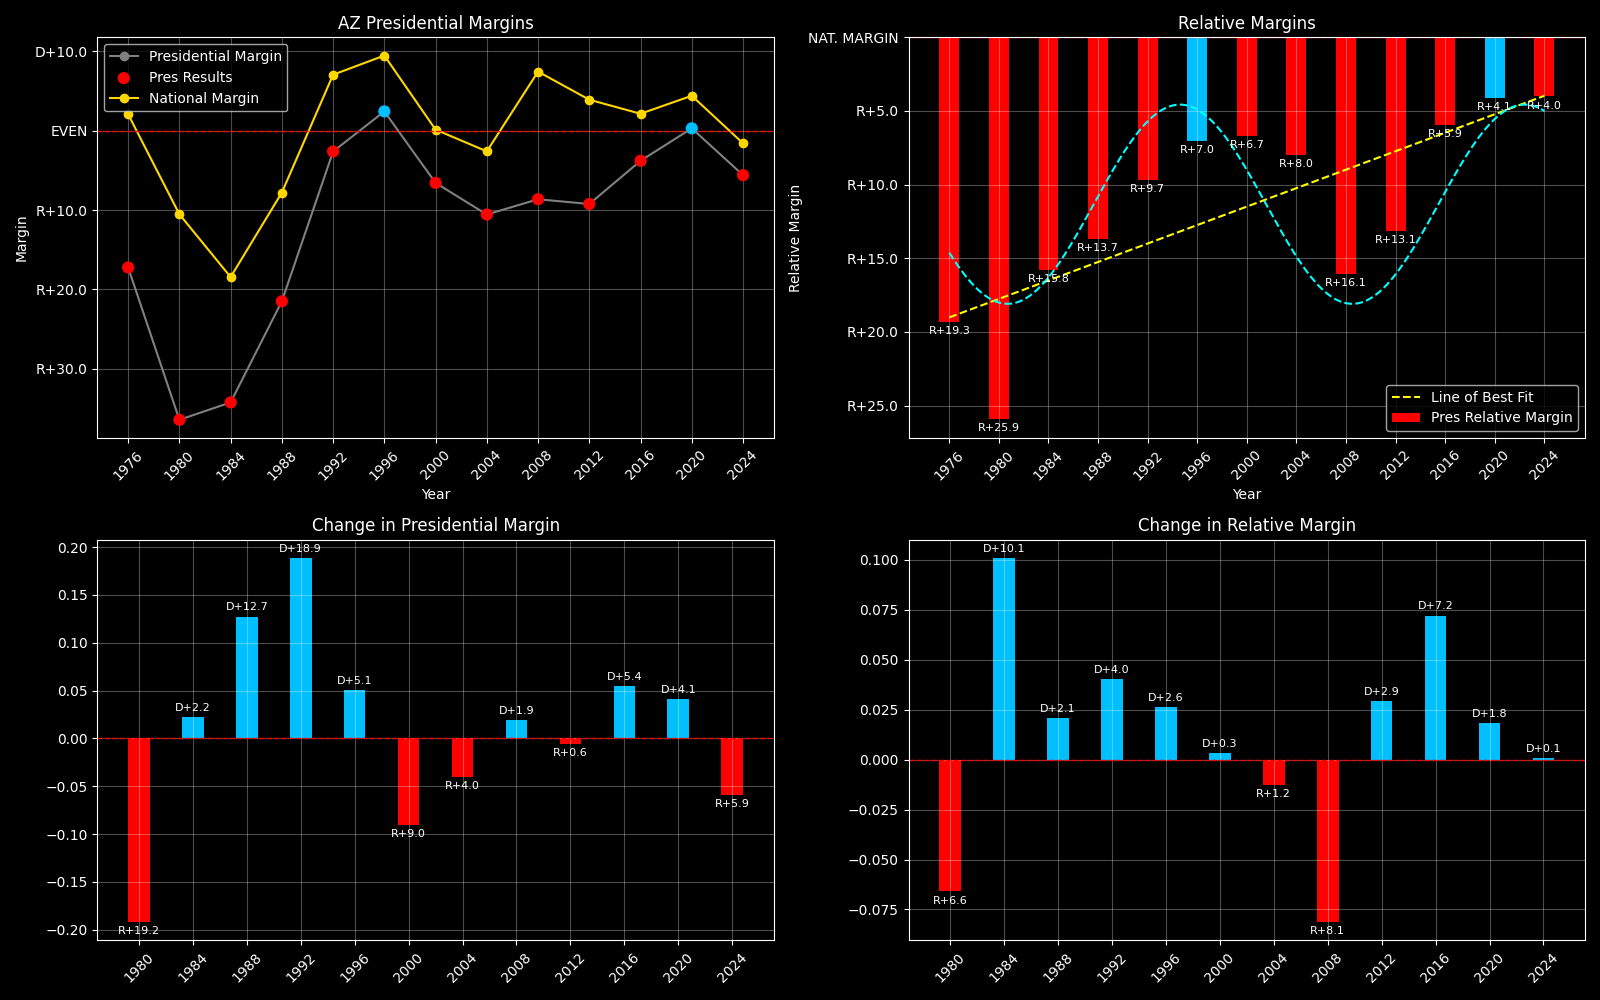 AZ Presidential Margins
D+10.0
EVEN
R+10.0
R+20.0
R+30.0
Margin
Presidential Margin
Pres Results
National Margin
1976 1980 1984 1988 1992 1996 2000 2004 2008 2012 2016 2020 2024
Year
Relative Margins
NAT. MARGIN
R+5.0
R+10.0
R+15.0
R+20.0
R+25.0
Relative Margin
R+19.3 R+25.9 R+15.8 R+13.7 R+9.7 R+7.0 R+6.7 R+8.0 R+16.1 R+13.1 R+5.9 R+4.1 R+4.0
Line of Best Fit
Pres Relative Margin
1976 1980 1984 1988 1992 1996 2000 2004 2008 2012 2016 2020 2024
Year
Change in Presidential Margin
0.20
0.15
0.10
0.05
0.00
−0.05
−0.10
−0.15
−0.20
R+19.2 D+2.2 D+12.7 D+18.9 D+5.1 R+9.0 R+4.0 D+1.9 R+0.6 D+5.4 D+4.1 R+5.9
1980 1984 1988 1992 1996 2000 2004 2008 2012 2016 2020 2024
Change in Relative Margin
0.100
0.075
0.050
0.025
0.000
−0.025
−0.050
−0.075
R+6.6 D+10.1 D+2.1 D+4.0 D+2.6 D+0.3 R+1.2 R+8.1 D+2.9 D+7.2 D+1.8 D+0.1
1980 1984 1988 1992 1996 2000 2004 2008 2012 2016 2020 2024